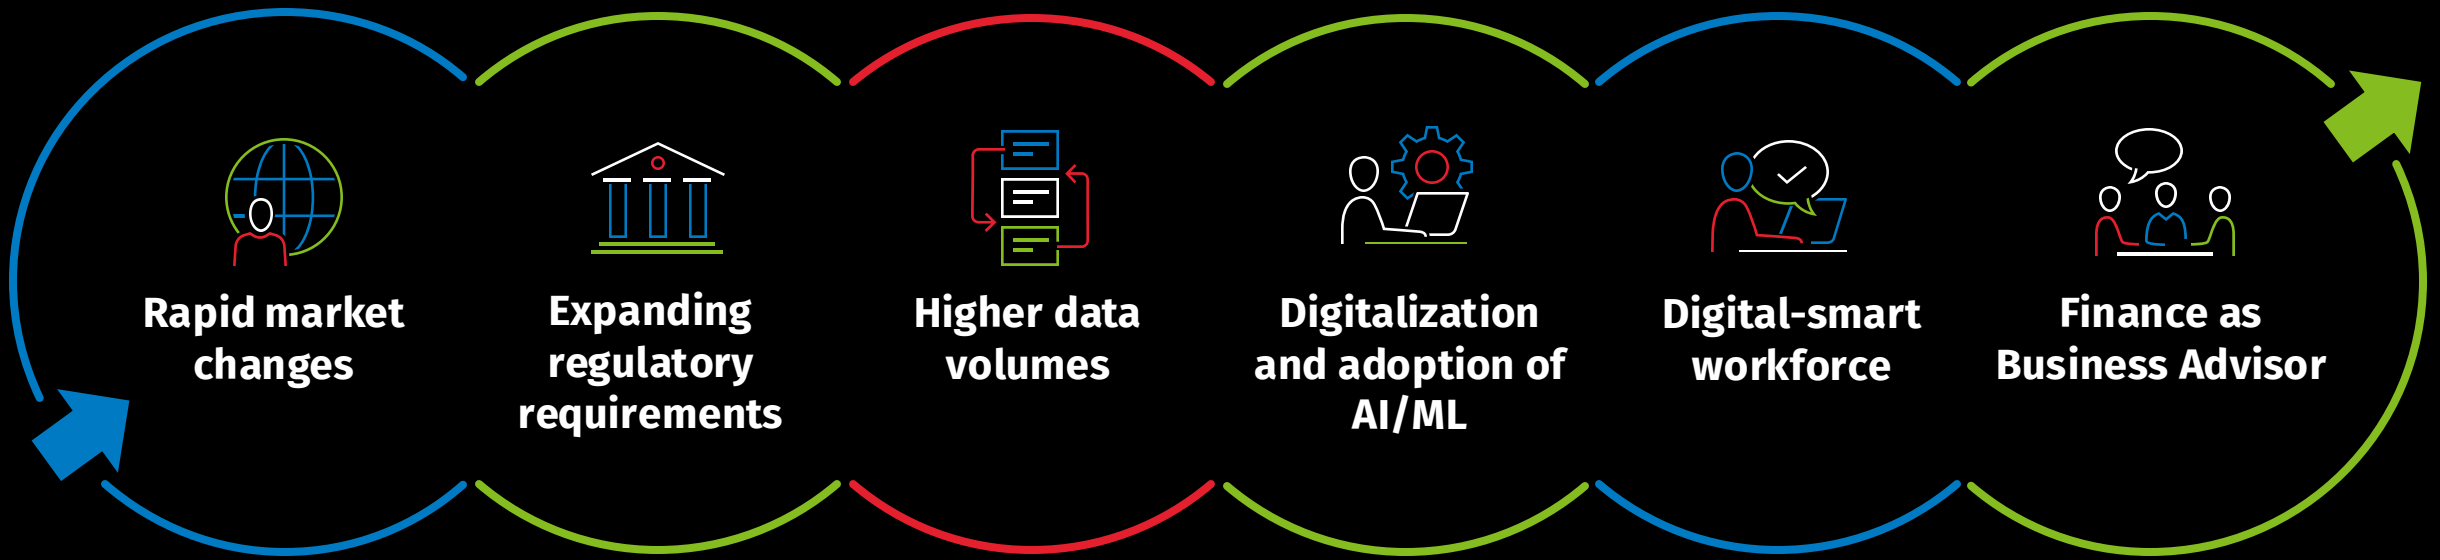 Rapid market
changes
Expanding
regulatory
requirements
Higher data
volumes
Digitalization
and adoption of
AI/ML
Digital-smart
workforce
Finance as
Business Advisor